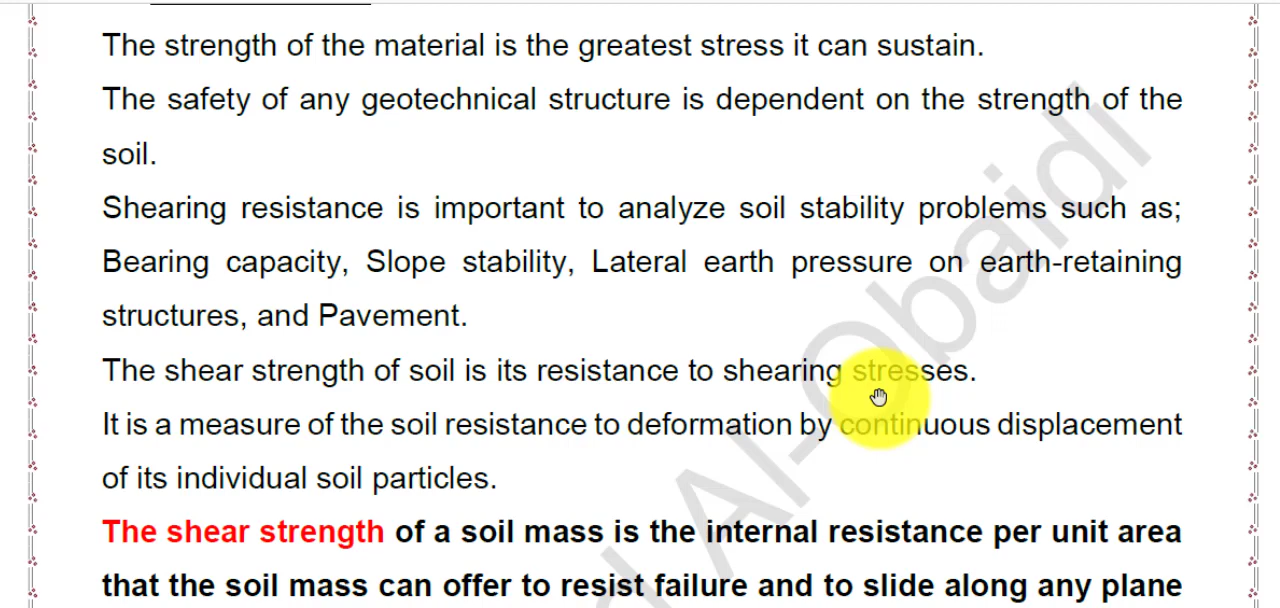 The strength of the material is the greatest stress it can sustain.
The safety of any geotechnical structure is dependent on the strength of the
soil.
Shearing resistance is important to analyze soil stability problems such as;
Bearing capacity, Slope stability, Lateral earth pressure on earth-retaining
structures, and Pavement.
The shear strength of soil is its resistance to shearing stresses.
It is a measure of the soil resistance to deformation by continuous displacement
of its individual soil particles.
The shear strength of a soil mass is the internal resistance per unit area
that the soil mass can offer to resist failure and to slide along any plane
Al-Obaidi